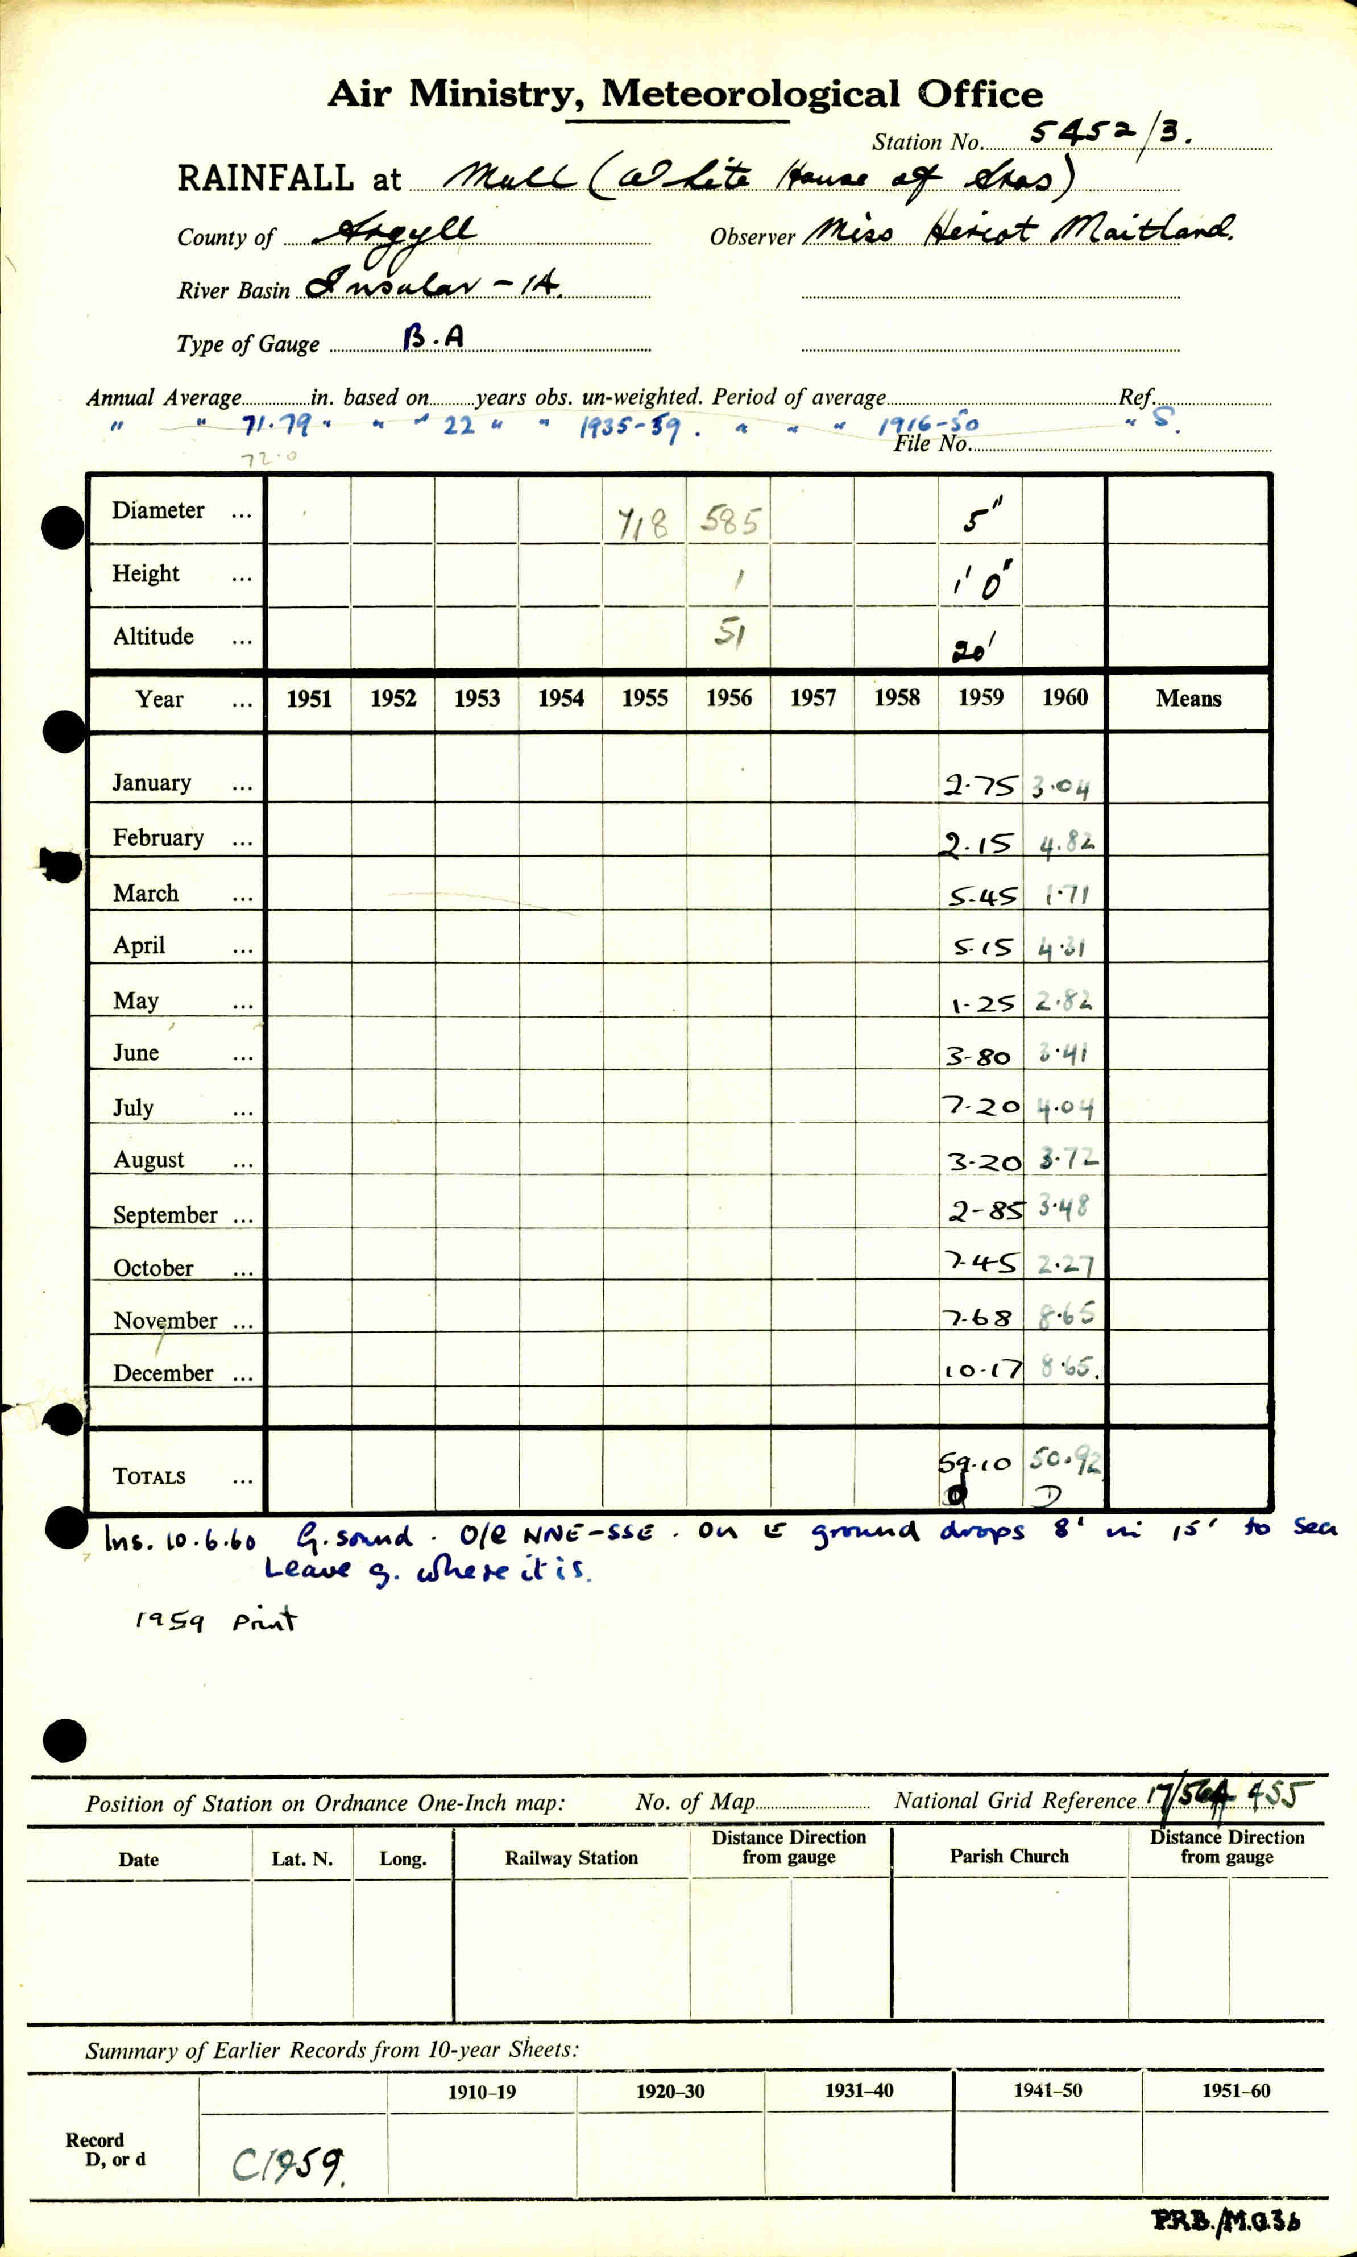 Air Ministry, Meteorological Office
Station No. 5452/3.
RAINFALL at Mull (White House of Aros)
County of Argyll Observer Miss Heriot Maitland.
River Basin Insular - 1A.
Type of Gauge B.A
Annual Average in. based on years obs. un-weighted. Period of average Ref.
" " 71.79 " " " 22 " " 1935-59. " " " 1916-50 " S.
72.0 File No.
Diameter ... 718 585 5"
Height ... 1 1' 0"
Altitude ... 51 20'
Year ... 1951 1952 1953 1954 1955 1956 1957 1958 1959 1960 Means
January ... 2.75 3.04
February ... 2.15 4.82
March ... 5.45 1.71
April ... 5.15 4.31
May ... 1.25 2.82
June ... 3-80 3.41
July ... 7.20 4.04
August ... 3-20 3.72
September ... 2-85 3.48
October ... 7.45 2.27
November ... 7.68 8.65
December ... 10.17 8.65.
TOTALS ... 59.10 50.92
D D
Ins. 10.6.60 G. sound. O/R NNE-SSE. On E ground drops 8' in 15' to Sea
Leave g. where it is.
1959 Print
Position of Station on Ordnance One-Inch map: No. of Map National Grid Reference 17/564 455
Date Lat. N. Long. Railway Station Distance Direction from gauge Parish Church Distance Direction from gauge
Summary of Earlier Records from 10-year Sheets:
1910-19 1920-30 1931-40 1941-50 1951-60
Record
D, or d C1959.
P.R.B./M.O.36